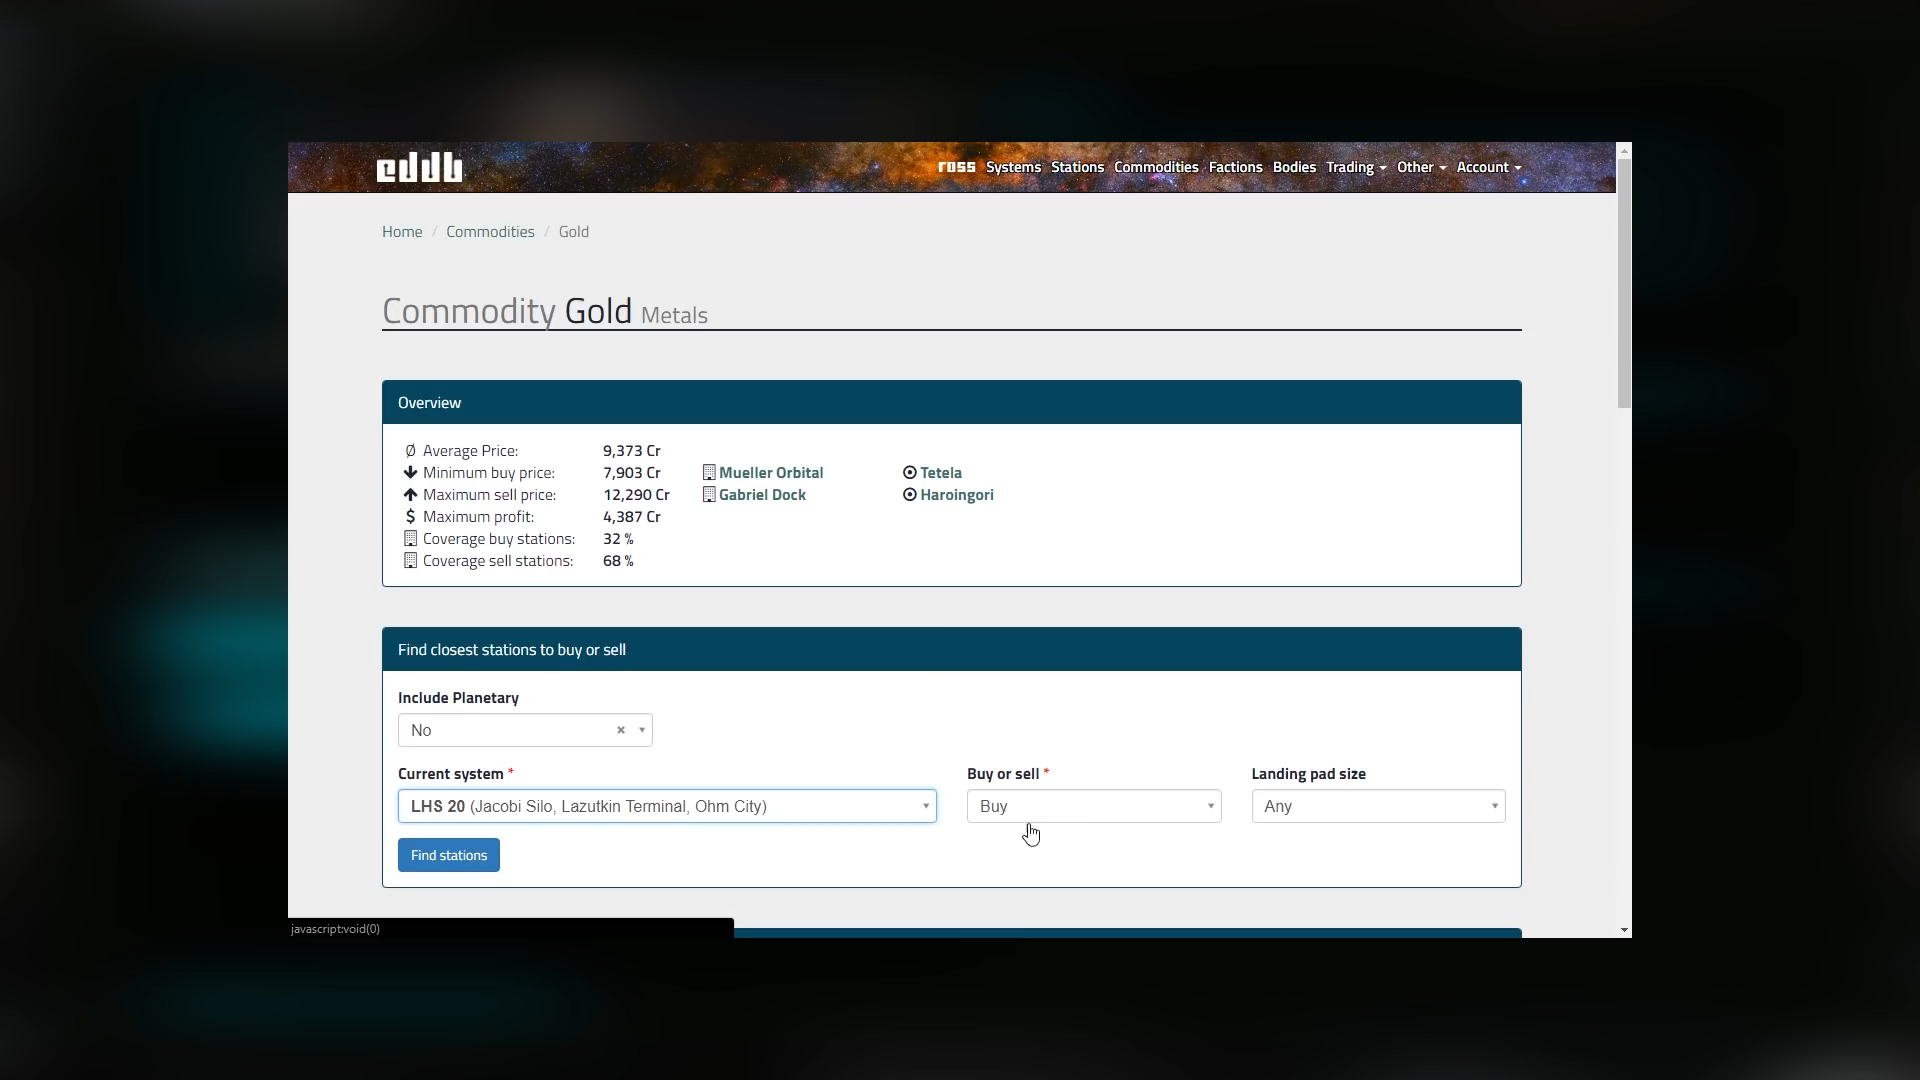 eddb
ross Systems Stations Commodities Factions Bodies Trading Other Account
Home / Commodities / Gold
Commodity Gold Metals
Overview
Ø Average Price: 9,373 Cr
Minimum buy price: 7,903 Cr Mueller Orbital Tetela
Maximum sell price: 12,290 Cr Gabriel Dock Haroingori
$ Maximum profit: 4,387 Cr
Coverage buy stations: 32 %
Coverage sell stations: 68 %
Find closest stations to buy or sell
Include Planetary
No ×
Current system * Buy or sell * Landing pad size
LHS 20 (Jacobi Silo, Lazutkin Terminal, Ohm City) Buy Any
Find stations
javascript:void(0)